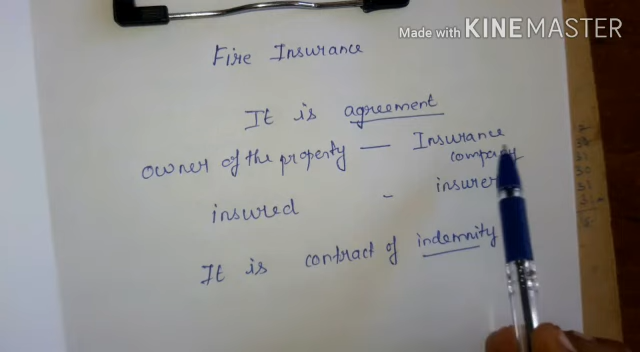 Made with KINEMASTER
Fire Insurance
It is agreement
owner of the property — Insurance
company
insured - insurer
It is contract of indemnity